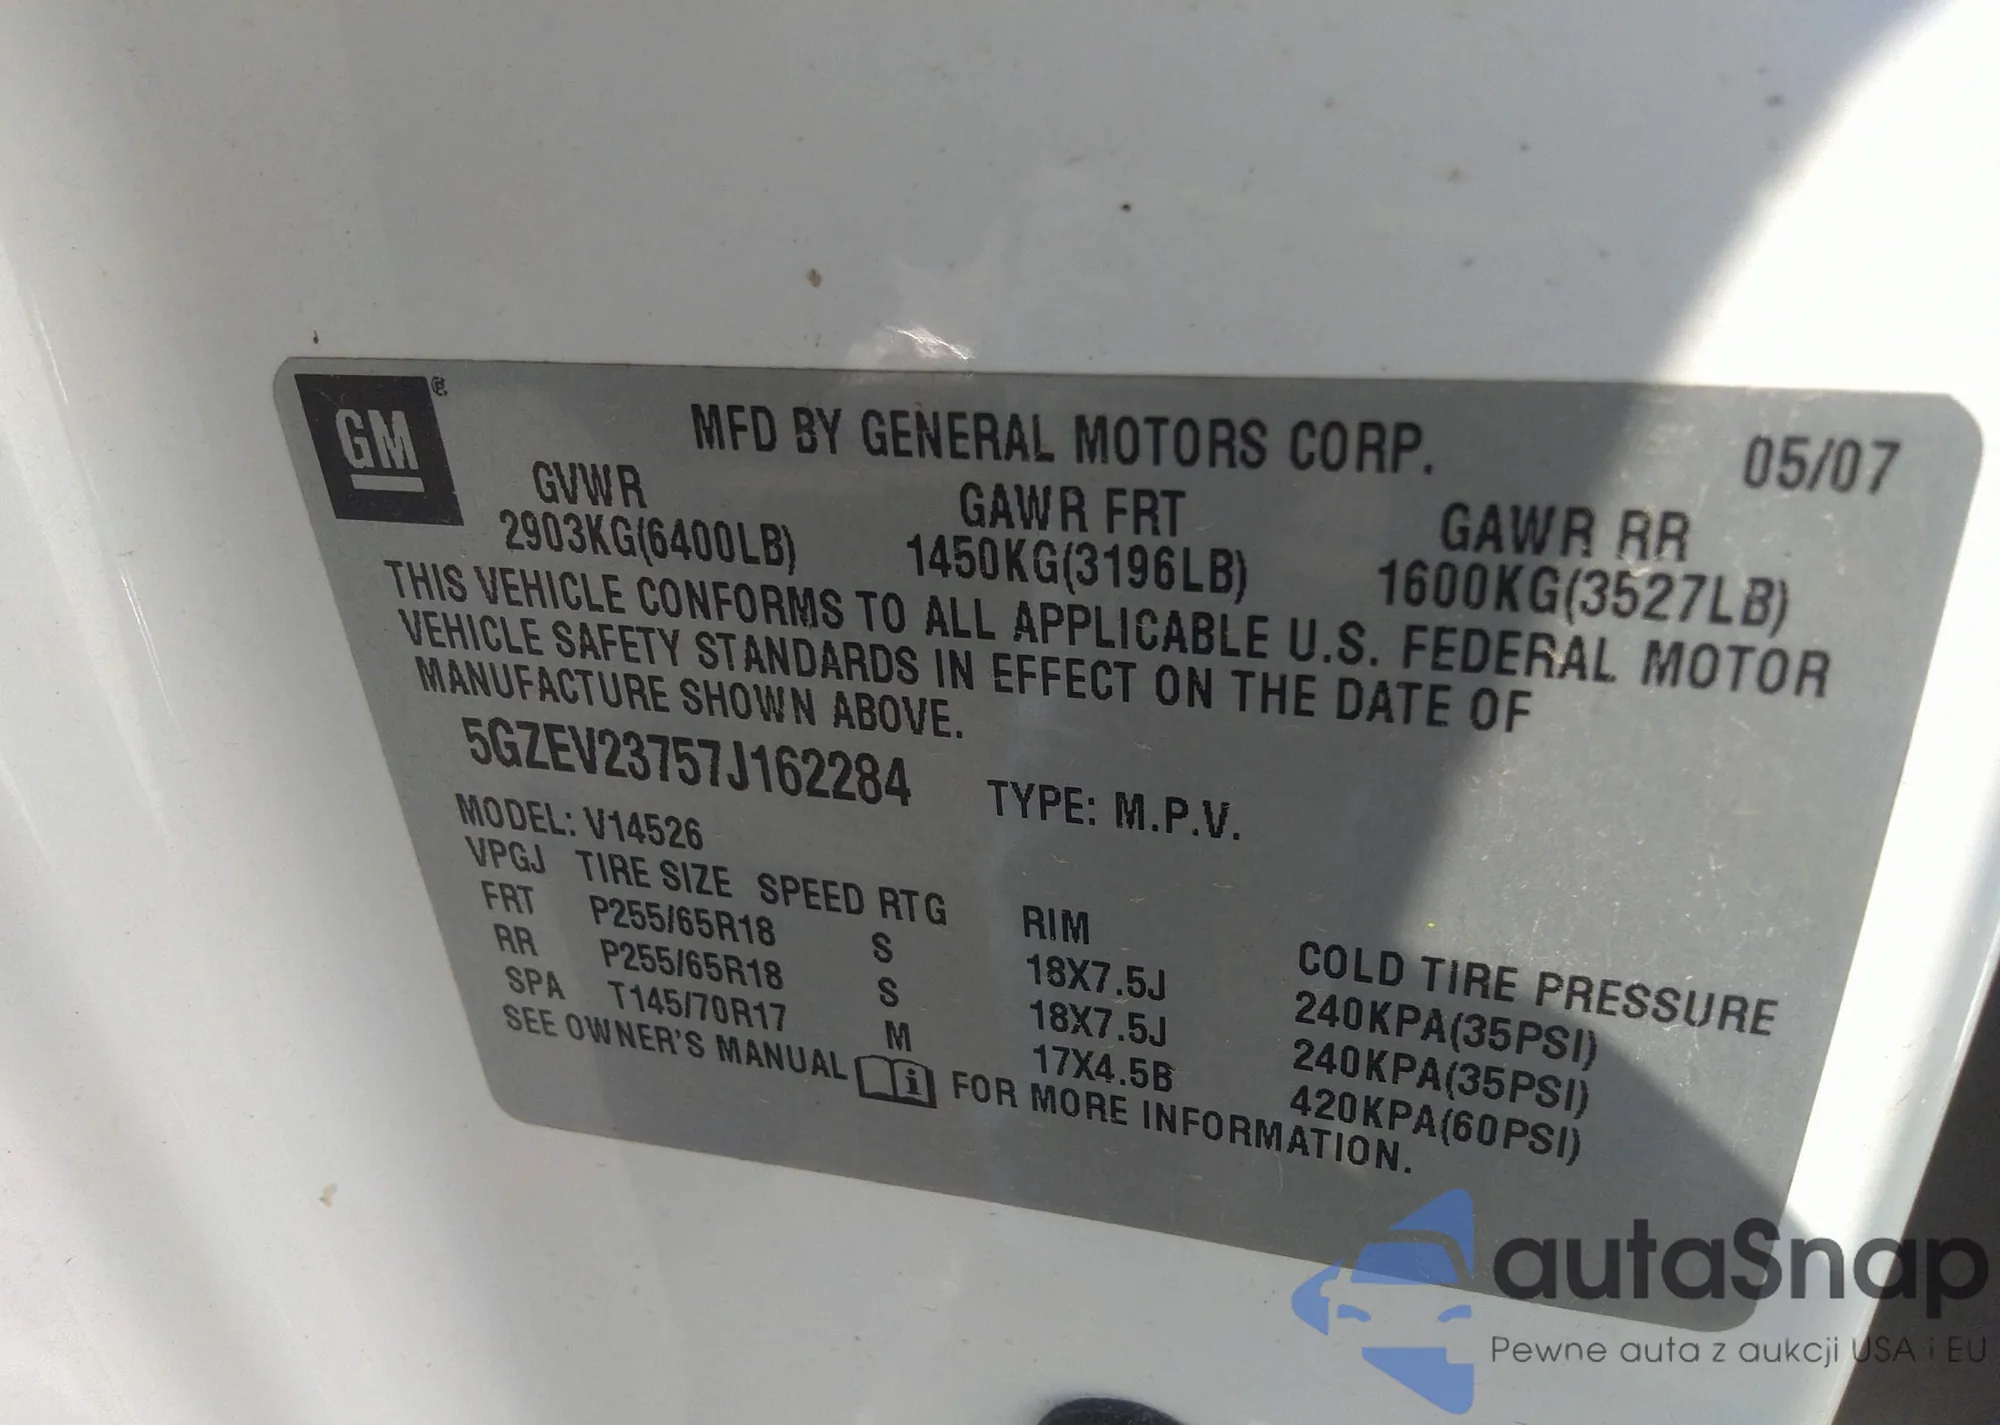 GM ®
MFD BY GENERAL MOTORS CORP. 05/07
GVWR GAWR FRT GAWR RR
2903KG(6400LB) 1450KG(3196LB) 1600KG(3527LB)
THIS VEHICLE CONFORMS TO ALL APPLICABLE U.S. FEDERAL MOTOR
VEHICLE SAFETY STANDARDS IN EFFECT ON THE DATE OF
MANUFACTURE SHOWN ABOVE.
5GZEV23757J162284 TYPE: M.P.V.
MODEL: V14526
VPGJ TIRE SIZE SPEED RTG RIM COLD TIRE PRESSURE
FRT P255/65R18 S 18X7.5J 240KPA(35PSI)
RR P255/65R18 S 18X7.5J 240KPA(35PSI)
SPA T145/70R17 M 17X4.5B 420KPA(60PSI)
SEE OWNER'S MANUAL i FOR MORE INFORMATION.
autaSnap
Pewne auta z aukcji USA i EU